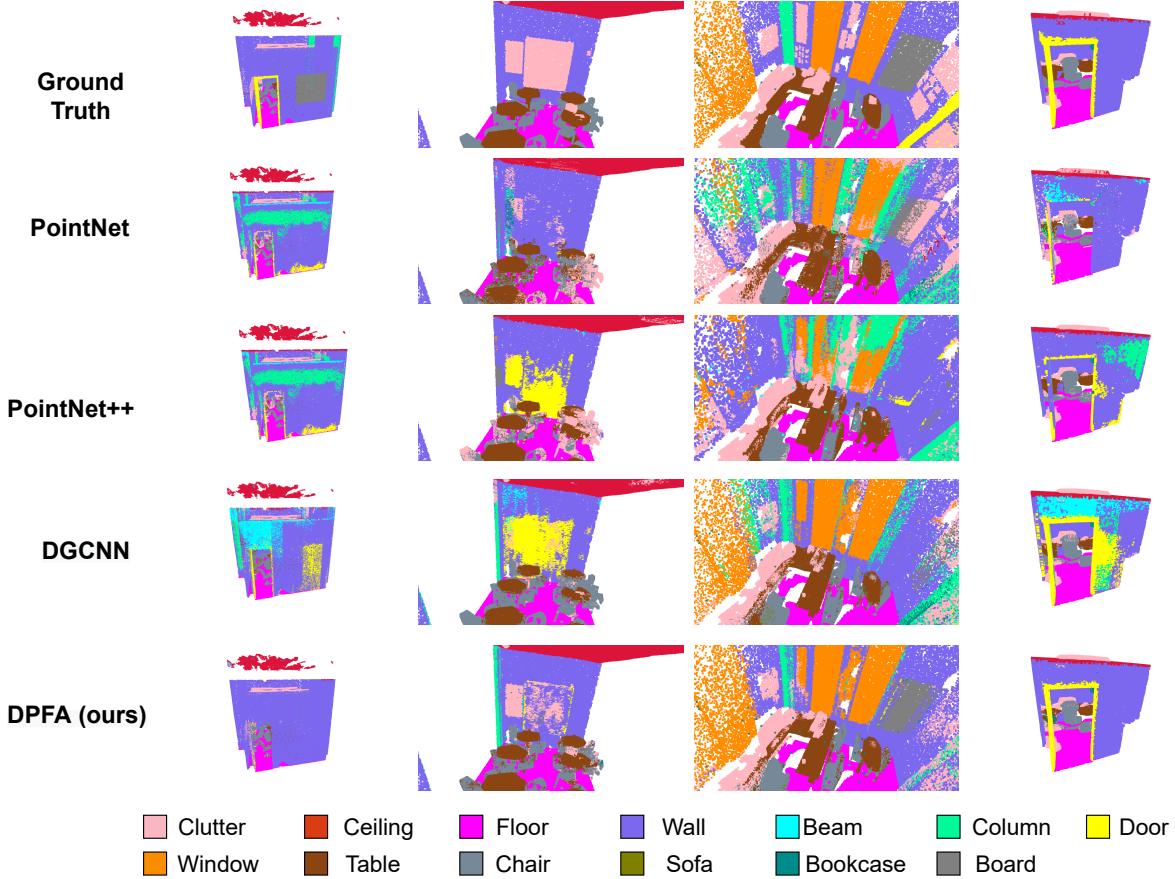 Ground
Truth
PointNet
PointNet++
DGCNN
DPFA (ours)
Clutter Ceiling Floor Wall Beam Column Door
Window Table Chair Sofa Bookcase Board